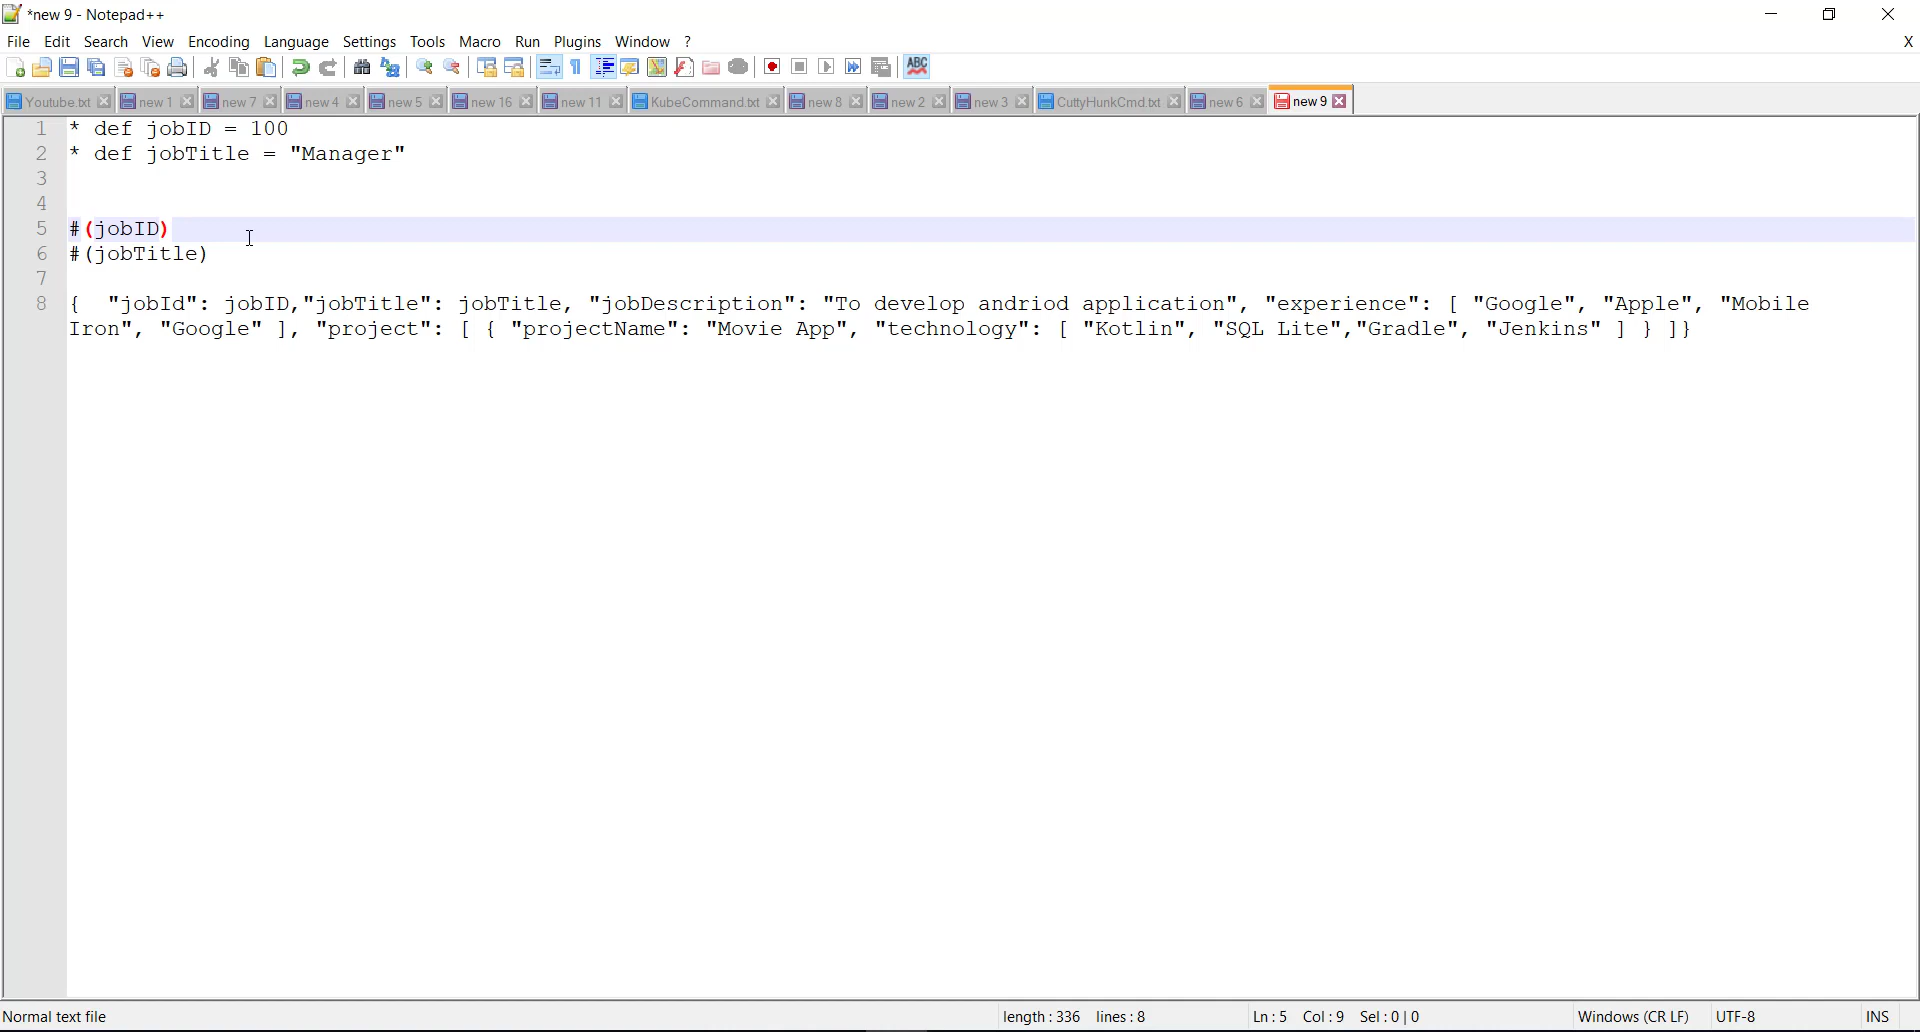 *new 9 - Notepad++
File Edit Search View Encoding Language Settings Tools Macro Run Plugins Window ? X
ABC
Youtube.txt new 1 new 7 new 4 new 5 new 16 new 11 KubeCommand.txt new 8 new 2 new 3 CuttyHunkCmd.txt new 6 new 9
1 * def jobID = 100
2 * def jobTitle = "Manager"
3
4
5 #(jobID)
6 #(jobTitle)
7
8 { "jobId": jobID,"jobTitle": jobTitle, "jobDescription": "To develop andriod application", "experience": [ "Google", "Apple", "Mobile
Iron", "Google" ], "project": [ { "projectName": "Movie App", "technology": [ "Kotlin", "SQL Lite","Gradle", "Jenkins" ] } ]}
Normal text file length : 336 lines : 8 Ln : 5 Col : 9 Sel : 0 | 0 Windows (CR LF) UTF-8 INS